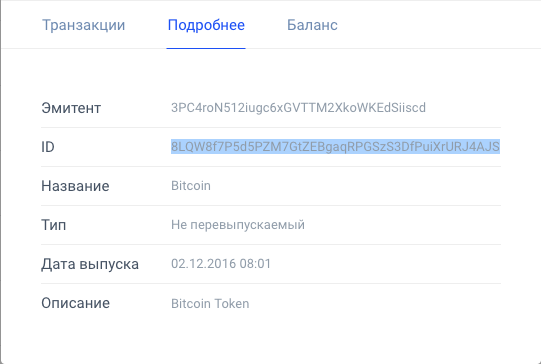 Транзакции Подробнее Баланс
Эмитент 3PC4roN512iugc6xGVTTM2XkoWKEdSiiscd
ID 8LQW8f7P5d5PZM7GtZEBgaqRPGSzS3DfPuiXrURJ4AJS
Название Bitcoin
Тип Не перевыпускаемый
Дата выпуска 02.12.2016 08:01
Описание Bitcoin Token